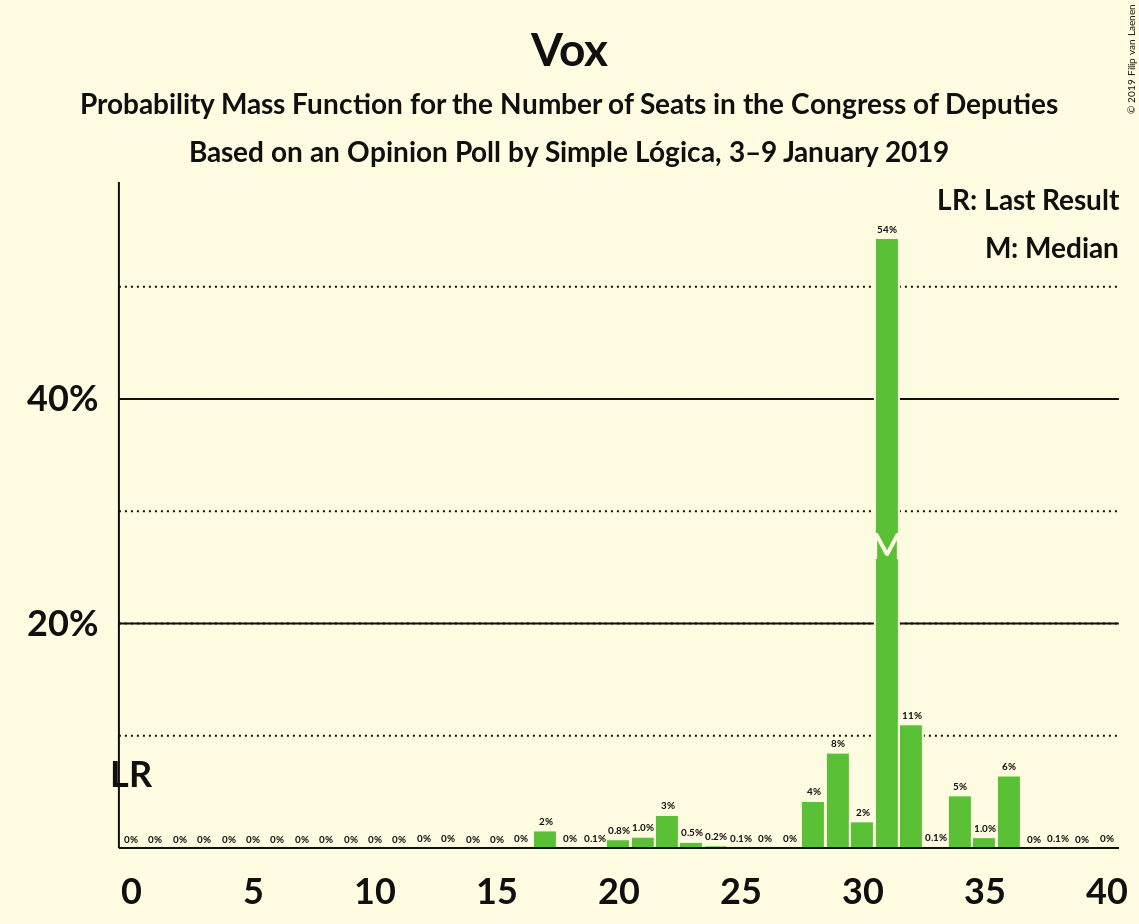 Vox
Probability Mass Function for the Number of Seats in the Congress of Deputies
Based on an Opinion Poll by Simple Lógica, 3–9 January 2019
© 2019 Filip van Laenen
LR: Last Result
M: Median
40%
20%
LR
M
0% 0% 0% 0% 0% 0% 0% 0% 0% 0% 0% 0% 0% 0% 0% 0% 0% 2% 0% 0.1% 0.8% 1.0% 3% 0.5% 0.2% 0.1% 0% 0% 4% 8% 2% 54% 11% 0.1% 5% 1.0% 6% 0% 0.1% 0% 0%
0 5 10 15 20 25 30 35 40